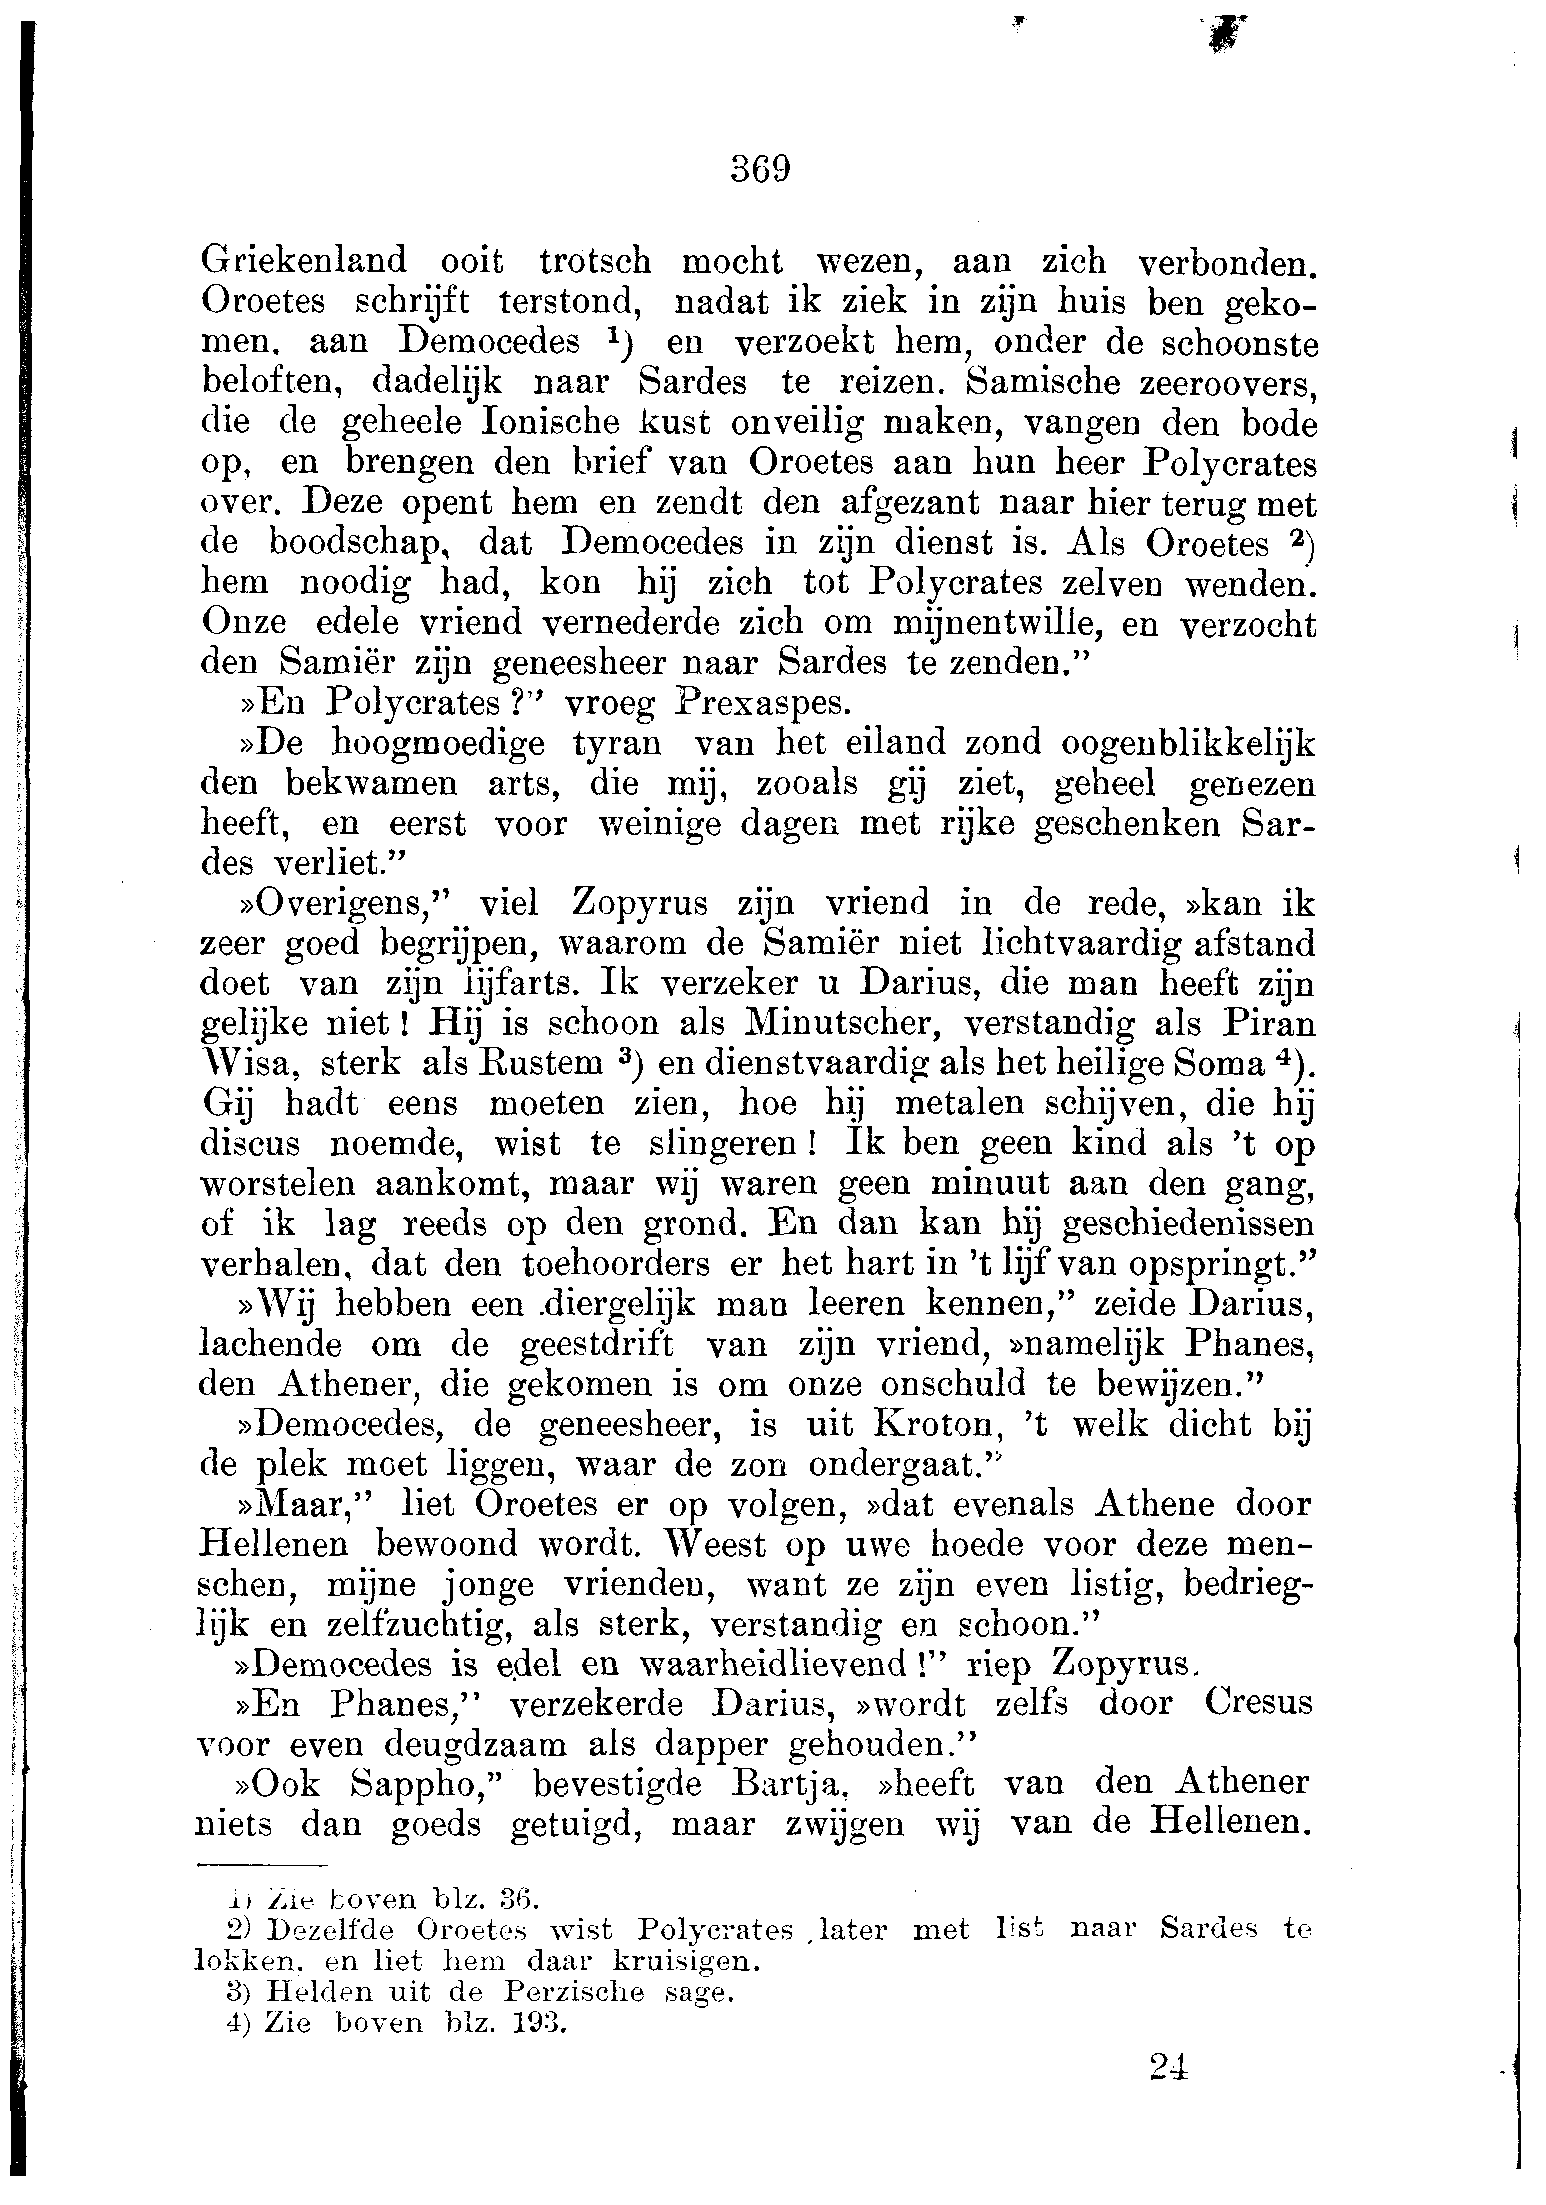 369
Griekenland ooit trotsch mocht wezen, aan zich verbonden.
Oroetes schrijft terstond, nadat ik ziek in zijn huis ben geko-
men. aan Democedes ¹) en verzoekt hem, onder de schoonste
beloften, dadelijk naar Sardes te reizen. Samische zeeroovers,
die de geheele Ionische kust onveilig maken, vangen den bode
op, en brengen den brief van Oroetes aan hun heer Polycrates
over. Deze opent hem en zendt den afgezant naar hier terug met
de boodschap, dat Democedes in zijn dienst is. Als Oroetes ²)
hem noodig had, kon hij zich tot Polycrates zelven wenden.
Onze edele vriend vernederde zich om mijnentwille, en verzocht
den Samiër zijn geneesheer naar Sardes te zenden."
»En Polycrates?" vroeg Prexaspes.
»De hoogmoedige tyran van het eiland zond oogenblikkelijk
den bekwamen arts, die mij, zooals gij ziet, geheel genezen
heeft, en eerst voor weinige dagen met rijke geschenken Sar-
des verliet."
»Overigens," viel Zopyrus zijn vriend in de rede, »kan ik
zeer goed begrijpen, waarom de Samiër niet lichtvaardig afstand
doet van zijn lijfarts. Ik verzeker u Darius, die man heeft zijn
gelijke niet! Hij is schoon als Minutscher, verstandig als Piran
Wisa, sterk als Rustem ³) en dienstvaardig als het heilige Soma ⁴).
Gij hadt eens moeten zien, hoe hij metalen schijven, die hij
discus noemde, wist te slingeren! Ik ben geen kind als 't op
worstelen aankomt, maar wij waren geen minuut aan den gang,
of ik lag reeds op den grond. En dan kan hij geschiedenissen
verhalen, dat den toehoorders er het hart in 't lijf van opspringt."
»Wij hebben een diergelijk man leeren kennen," zeide Darius,
lachende om de geestdrift van zijn vriend, »namelijk Phanes,
den Athener, die gekomen is om onze onschuld te bewijzen."
»Democedes, de geneesheer, is uit Kroton, 't welk dicht bij
de plek moet liggen, waar de zon ondergaat."
»Maar," liet Oroetes er op volgen, »dat evenals Athene door
Hellenen bewoond wordt. Weest op uwe hoede voor deze men-
schen, mijne jonge vrienden, want ze zijn even listig, bedrieg-
lijk en zelfzuchtig, als sterk, verstandig en schoon."
»Democedes is edel en waarheidlievend!" riep Zopyrus.
»En Phanes," verzekerde Darius, »wordt zelfs door Cresus
voor even deugdzaam als dapper gehouden."
»Ook Sappho," bevestigde Bartja, »heeft van den Athener
niets dan goeds getuigd, maar zwijgen wij van de Hellenen.
1) Zie boven blz. 36.
2) Dezelfde Oroetes wist Polycrates later met list naar Sardes te
lokken. en liet hem daar kruisigen.
3) Helden uit de Perzische sage.
4) Zie boven blz. 193.
24